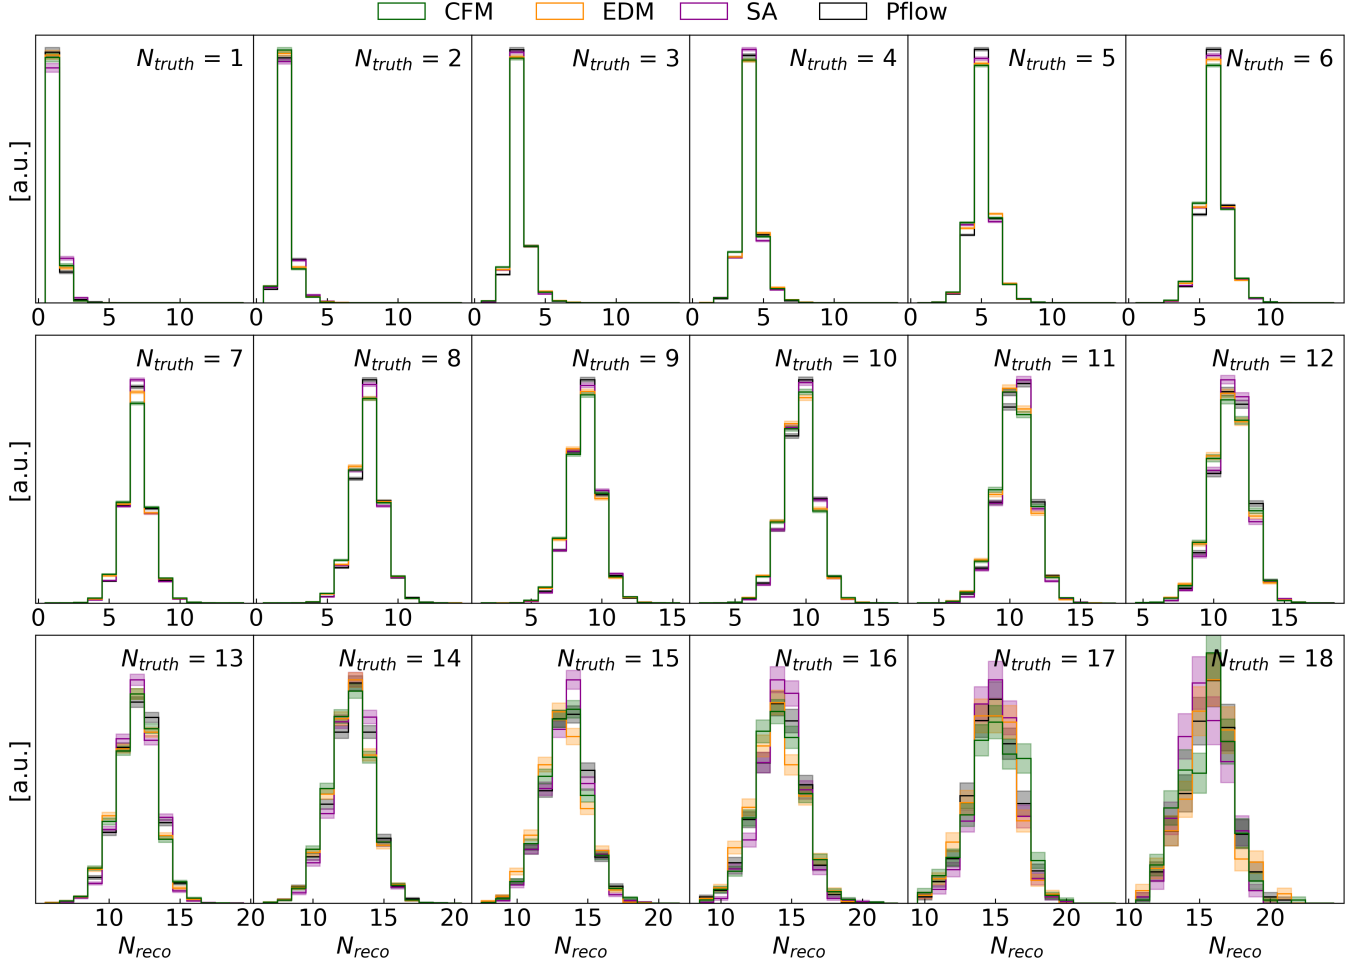 CFM EDM SA Pflow
N_truth = 1 N_truth = 2 N_truth = 3 N_truth = 4 N_truth = 5 N_truth = 6
[a.u.]
0 5 10 0 5 10 0 5 10 0 5 10 0 5 10 0 5 10
N_truth = 7 N_truth = 8 N_truth = 9 N_truth = 10 N_truth = 11 N_truth = 12
[a.u.]
0 5 10 0 5 10 5 10 15 5 10 15 5 10 15 5 10 15
N_truth = 13 N_truth = 14 N_truth = 15 N_truth = 16 N_truth = 17 N_truth = 18
[a.u.]
10 15 20 10 15 20 10 15 20 10 15 20 10 15 20 10 15 20
N_reco N_reco N_reco N_reco N_reco N_reco